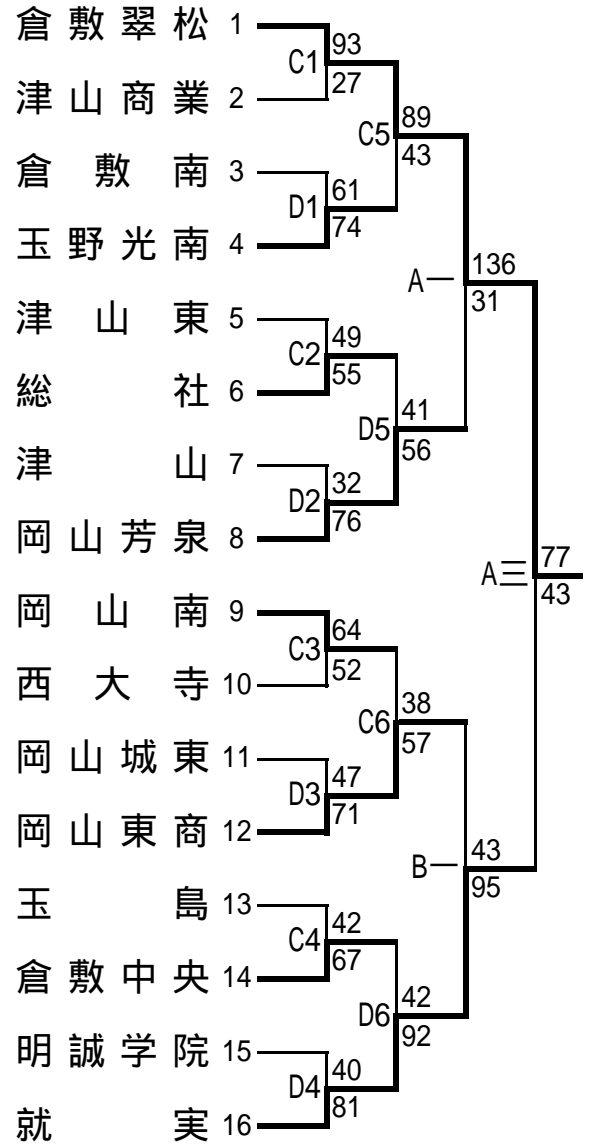 倉敷翠松 1
93
C1
27
津山商業 2
89
C5
43
倉敷南 3
61
D1
74
玉野光南 4
136
A一
31
津山東 5
49
C2
55
総社 6
41
D5
56
津山 7
32
D2
76
岡山芳泉 8
77
A三
43
岡山南 9
64
C3
52
西大寺 10
38
C6
57
岡山城東 11
47
D3
71
岡山東商 12
43
B一
95
玉島 13
42
C4
67
倉敷中央 14
42
D6
92
明誠学院 15
40
D4
81
就実 16